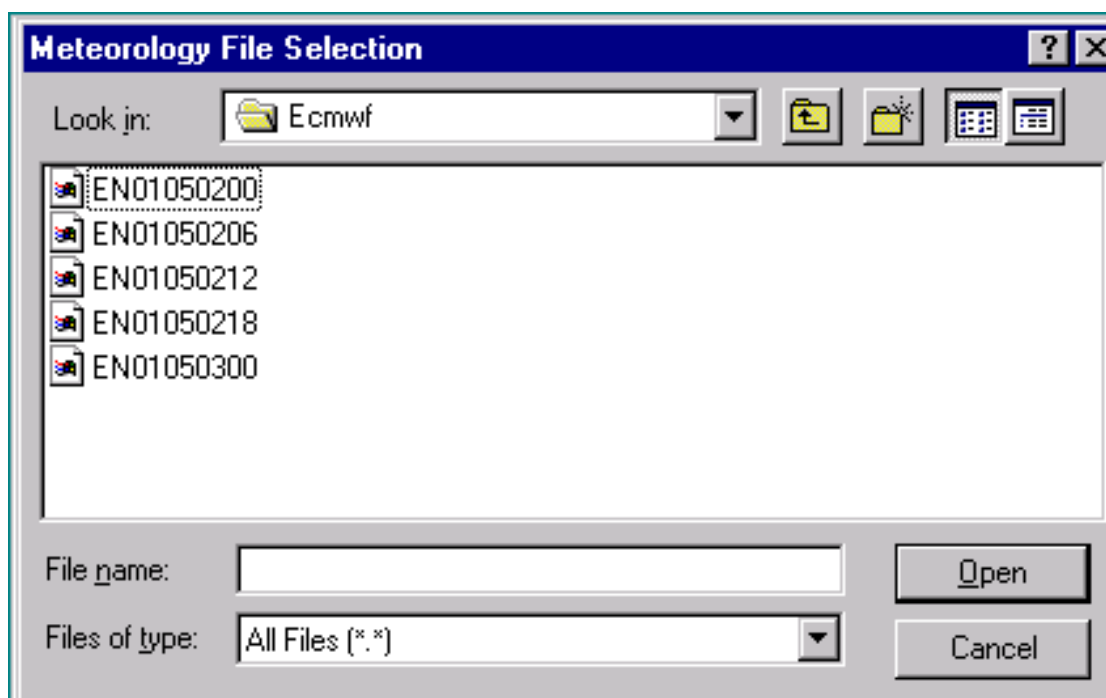 Meteorology File Selection
Look in: Ecmwf
EN01050200
EN01050206
EN01050212
EN01050218
EN01050300
File name: Open
Files of type: All Files (*.*) Cancel